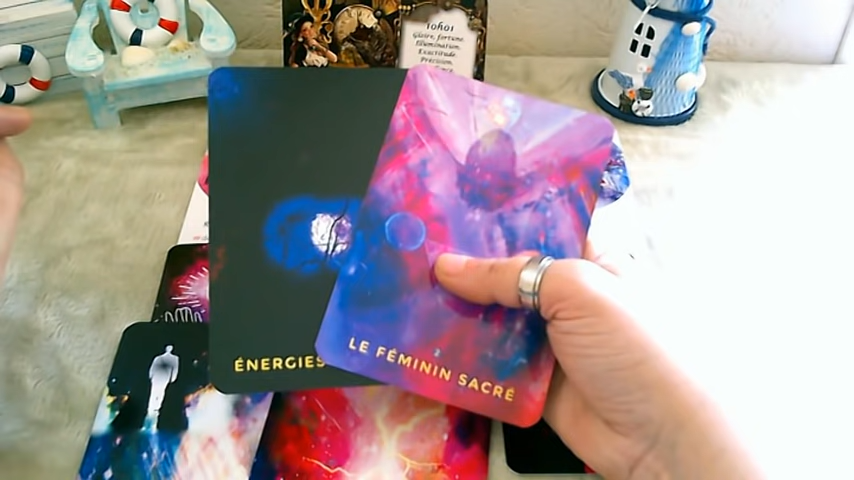 10h01
Gloire, fortune.
Illumination.
Exactitude.
Précision.
ÉNERGIES
LE FÉMININ SACRÉ